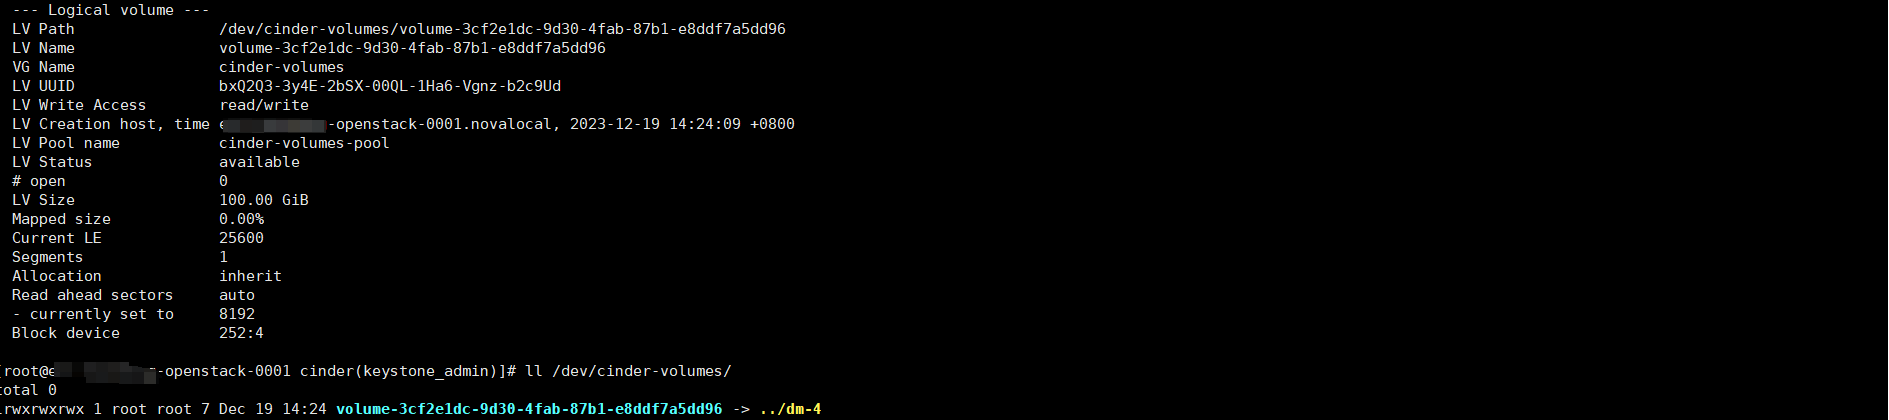 --- Logical volume ---
LV Path                /dev/cinder-volumes/volume-3cf2e1dc-9d30-4fab-87b1-e8ddf7a5dd96
LV Name                volume-3cf2e1dc-9d30-4fab-87b1-e8ddf7a5dd96
VG Name                cinder-volumes
LV UUID                bxQ2Q3-3y4E-2bSX-00QL-1Ha6-Vgnz-b2c9Ud
LV Write Access        read/write
LV Creation host, time e -openstack-0001.novalocal, 2023-12-19 14:24:09 +0800
LV Pool name           cinder-volumes-pool
LV Status              available
# open                 0
LV Size                100.00 GiB
Mapped size            0.00%
Current LE             25600
Segments               1
Allocation             inherit
Read ahead sectors     auto
- currently set to     8192
Block device           252:4
[root@e -openstack-0001 cinder(keystone_admin)]# ll /dev/cinder-volumes/
total 0
lrwxrwxrwx 1 root root 7 Dec 19 14:24 volume-3cf2e1dc-9d30-4fab-87b1-e8ddf7a5dd96 -> ../dm-4